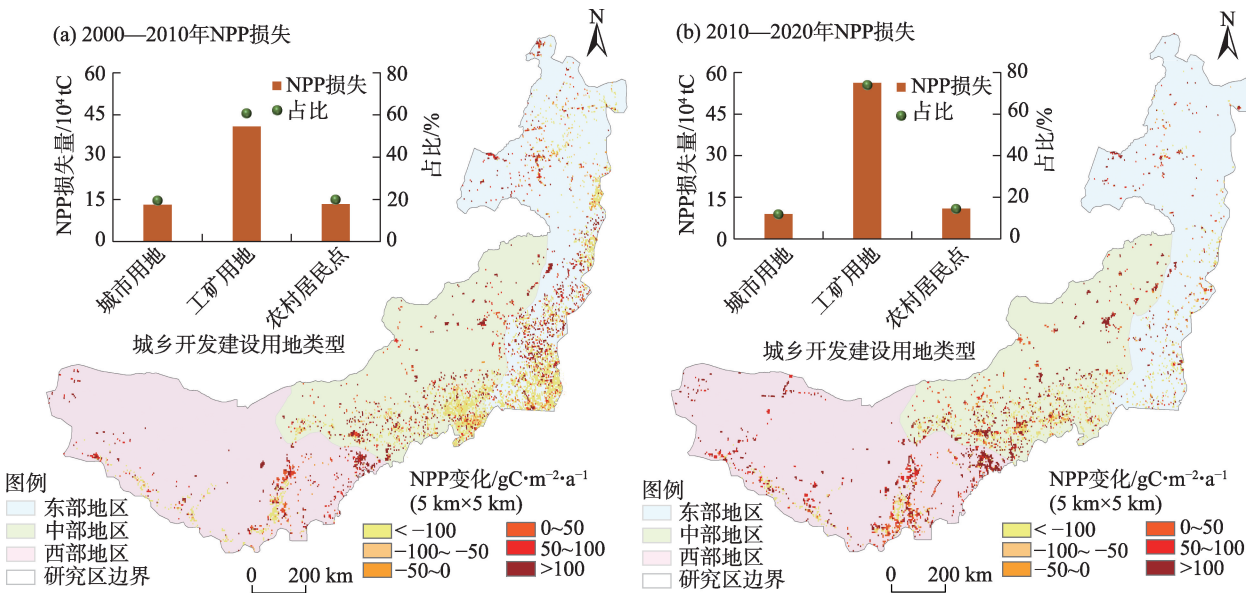 (a) 2000—2010年NPP损失
N
60
45
30
15
0
NPP损失量/10⁴tC
80
60
40
20
0
占比/%
NPP损失
占比
城市用地
工矿用地
农村居民点
城乡开发建设用地类型
图例
东部地区
中部地区
西部地区
研究区边界
0 200 km
NPP变化/gC·m⁻²·a⁻¹
(5 km×5 km)
< −100
−100~ −50
−50~0
0~50
50~100
>100
(b) 2010—2020年NPP损失
N
60
45
30
15
0
NPP损失量/10⁴tC
80
60
40
20
0
占比/%
NPP损失
占比
城市用地
工矿用地
农村居民点
城乡开发建设用地类型
图例
东部地区
中部地区
西部地区
研究区边界
0 200 km
NPP变化/gC·m⁻²·a⁻¹
(5 km×5 km)
< −100
−100~ −50
−50~0
0~50
50~100
>100